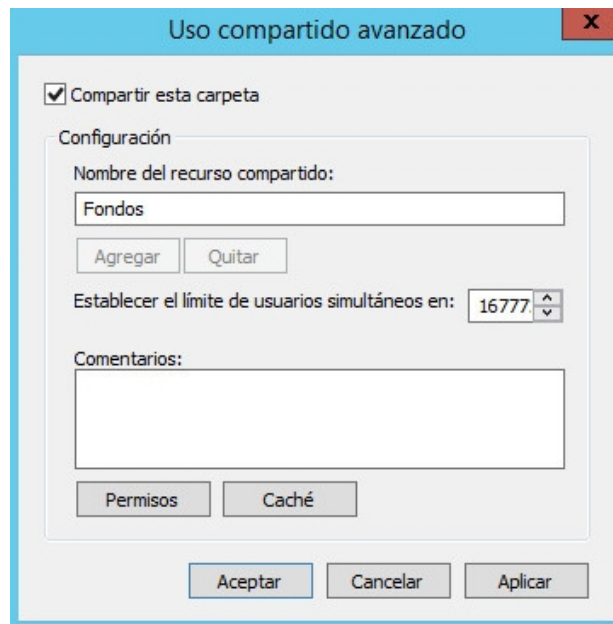 Uso compartido avanzado
x
Compartir esta carpeta
Configuración
Nombre del recurso compartido:
Fondos
Agregar Quitar
Establecer el límite de usuarios simultáneos en: 16777
Comentarios:
Permisos Caché
Aceptar Cancelar Aplicar